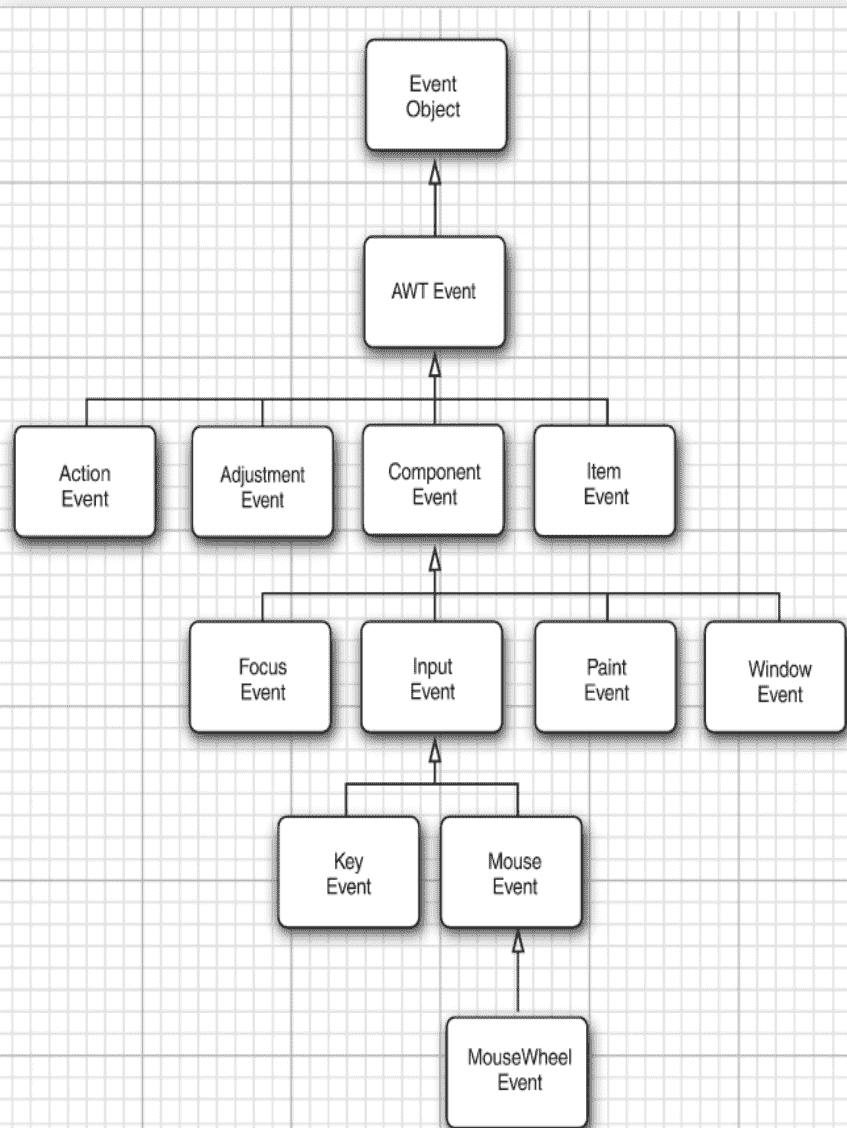 Event
Object
AWT Event
Action
Event
Adjustment
Event
Component
Event
Item
Event
Focus
Event
Input
Event
Paint
Event
Window
Event
Key
Event
Mouse
Event
MouseWheel
Event